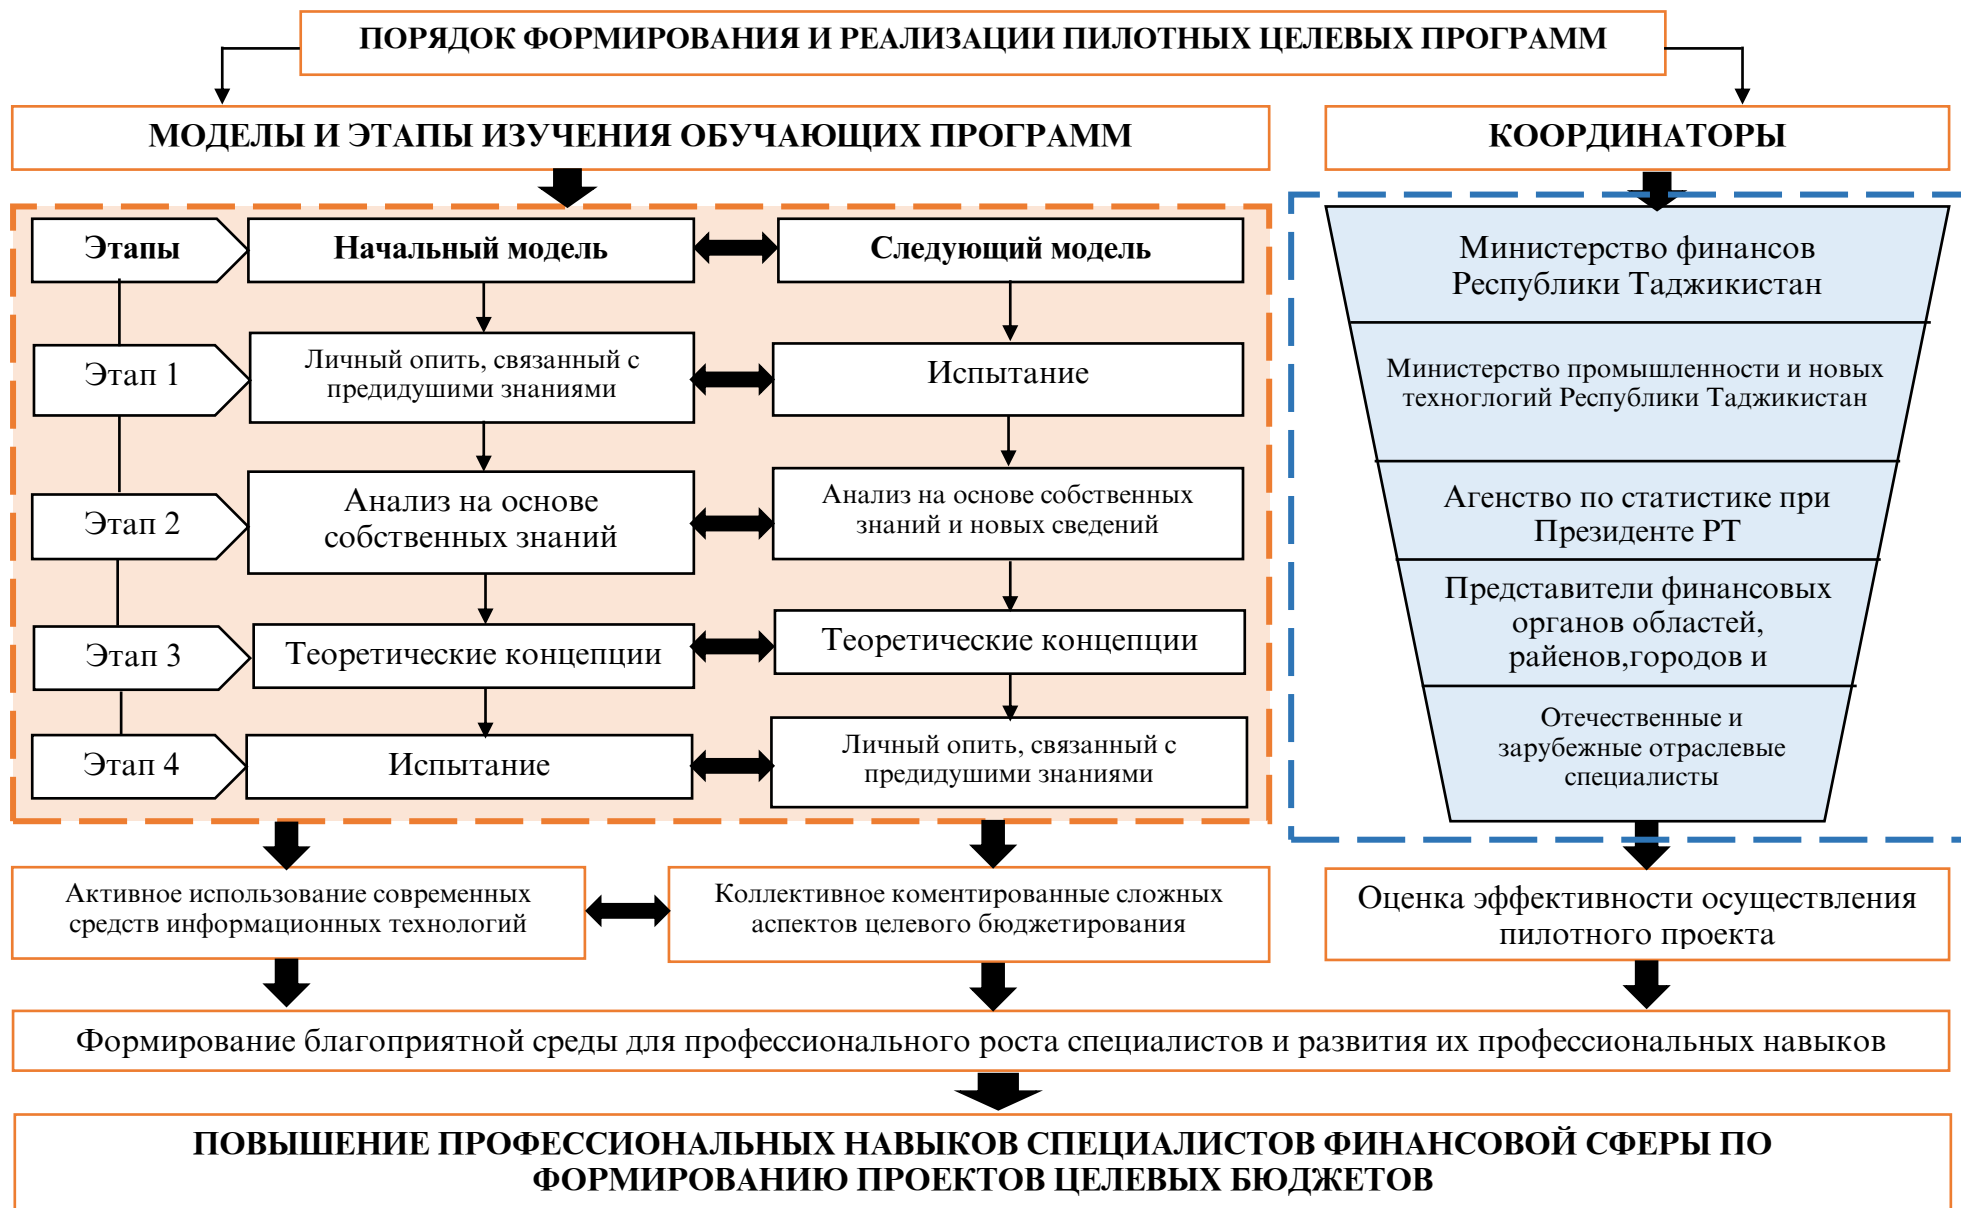 ПОРЯДОК ФОРМИРОВАНИЯ И РЕАЛИЗАЦИИ ПИЛОТНЫХ ЦЕЛЕВЫХ ПРОГРАММ
МОДЕЛЫ И ЭТАПЫ ИЗУЧЕНИЯ ОБУЧАЮЩИХ ПРОГРАММ
КООРДИНАТОРЫ
Этапы
Начальный модель
Следующий модель
Этап 1
Личный опить, связанный с
предидушими знаниями
Испытание
Этап 2
Анализ на основе
собственных знаний
Анализ на основе собственных
знаний и новых сведений
Этап 3
Теоретические концепции
Теоретические концепции
Этап 4
Испытание
Личный опить, связанный с
предидушими знаниями
Министерство финансов
Республики Таджикистан
Министерство промышленности и новых
техноглогий Республики Таджикистан
Агенство по статистике при
Президенте РТ
Представители финансовых
органов областей,
райенов,городов и
Отечественные и
зарубежные отраслевые
специалисты
Активное использование современных
средств информационных технологий
Коллективное коментированные сложных
аспектов целевого бюджетирования
Оценка эффективности осуществления
пилотного проекта
Формирование благоприятной среды для профессионального роста специалистов и развития их профессиональных навыков
ПОВЫШЕНИЕ ПРОФЕССИОНАЛЬНЫХ НАВЫКОВ СПЕЦИАЛИСТОВ ФИНАНСОВОЙ СФЕРЫ ПО
ФОРМИРОВАНИЮ ПРОЕКТОВ ЦЕЛЕВЫХ БЮДЖЕТОВ